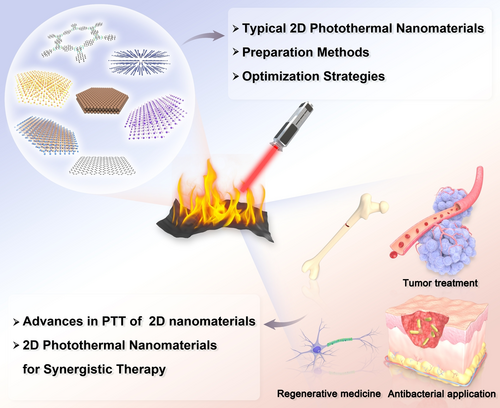 Typical 2D Photothermal Nanomaterials
Preparation Methods
Optimization Strategies
Tumor treatment
Advances in PTT of 2D nanomaterials
2D Photothermal Nanomaterials
for Synergistic Therapy
Regenerative medicine
Antibacterial application